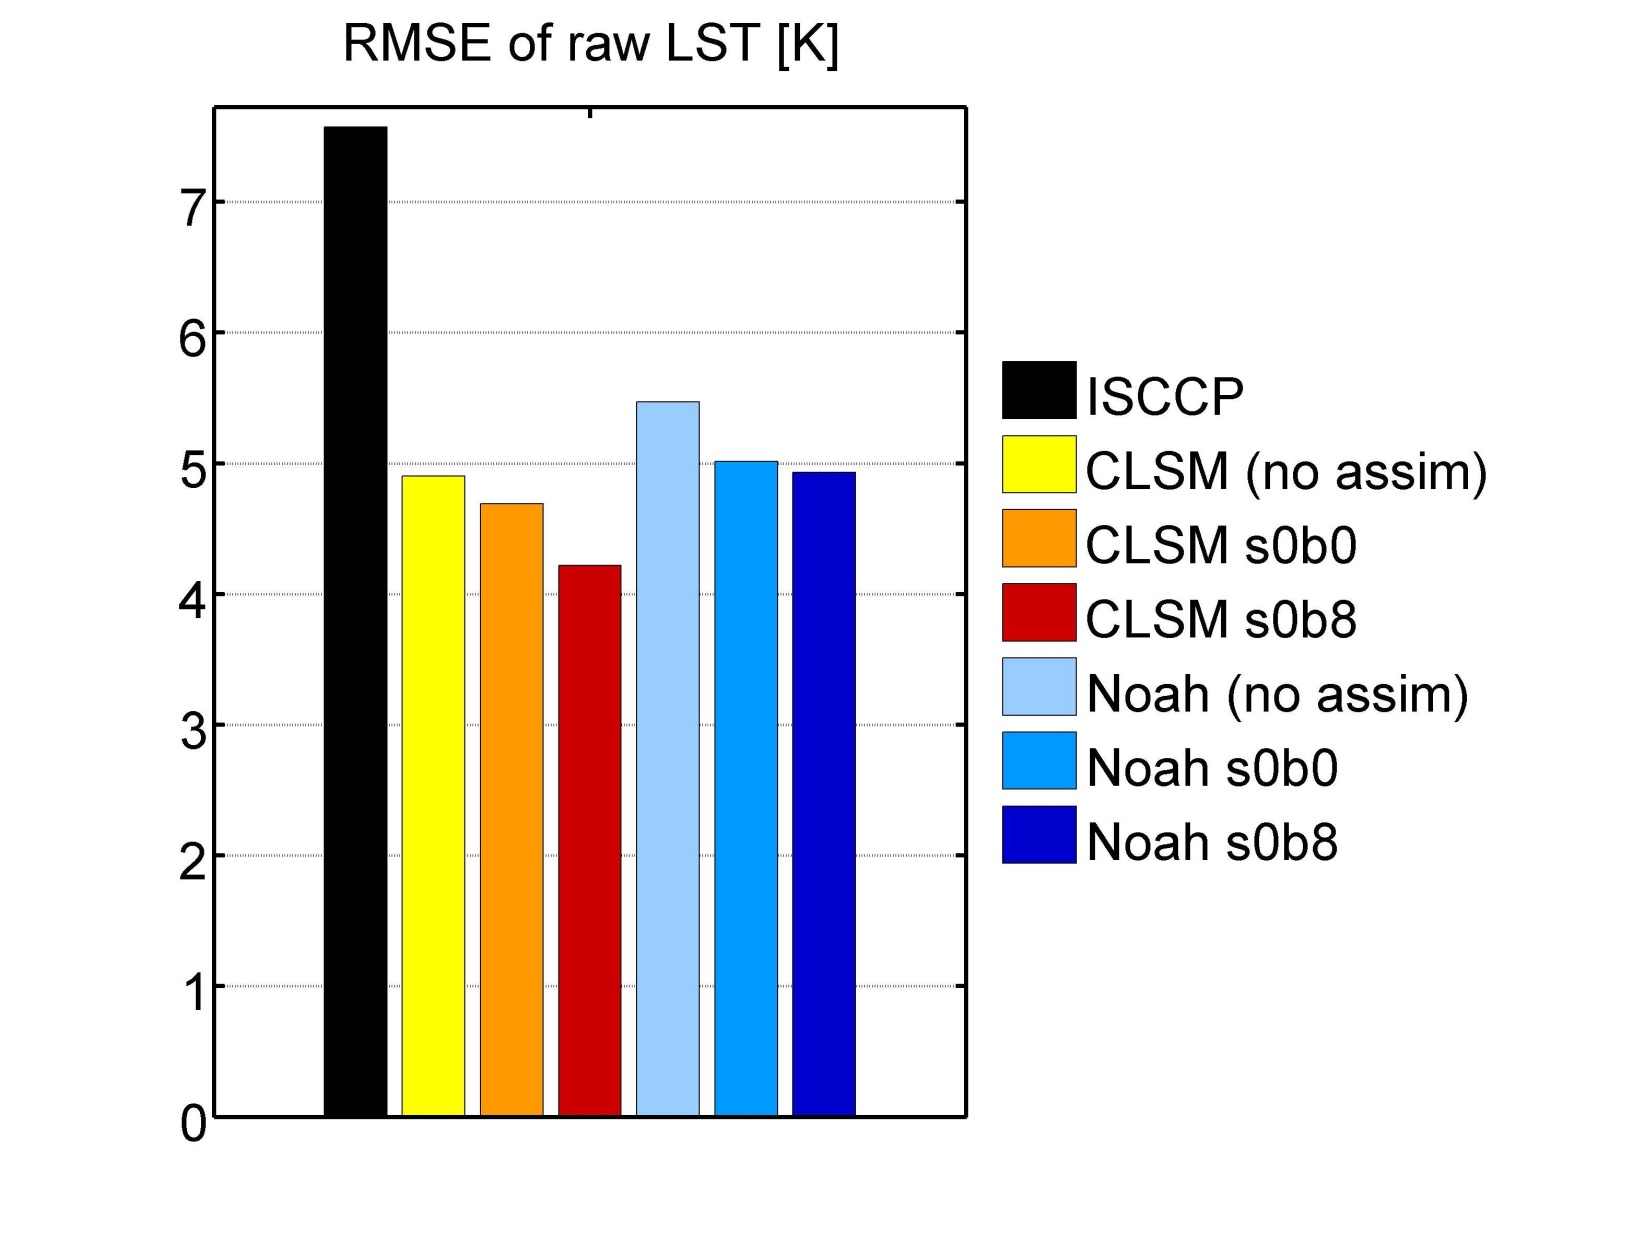 RMSE of raw LST [K]
7
6
5
4
3
2
1
0
ISCCP
CLSM (no assim)
CLSM s0b0
CLSM s0b8
Noah (no assim)
Noah s0b0
Noah s0b8